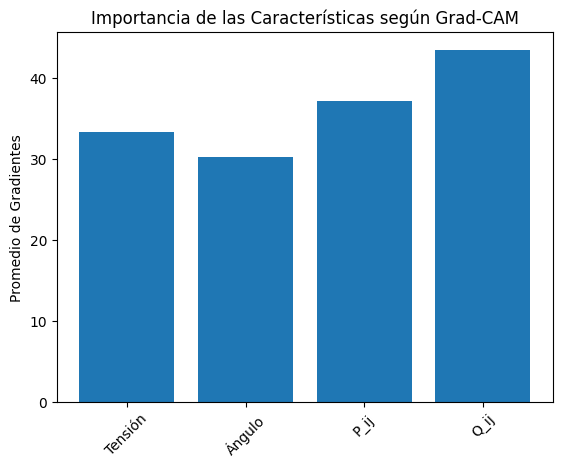 Importancia de las Características según Grad-CAM
Promedio de Gradientes
40
30
20
10
0
Tensión
Ángulo
P_ij
Q_ij